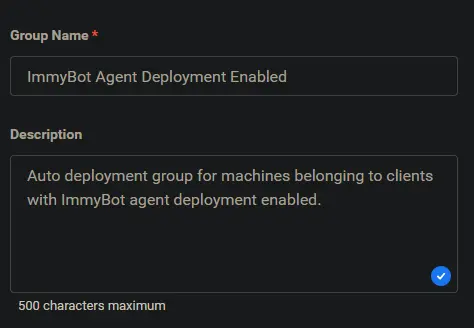 Group Name *
ImmyBot Agent Deployment Enabled
Description
Auto deployment group for machines belonging to clients
with ImmyBot agent deployment enabled.
500 characters maximum